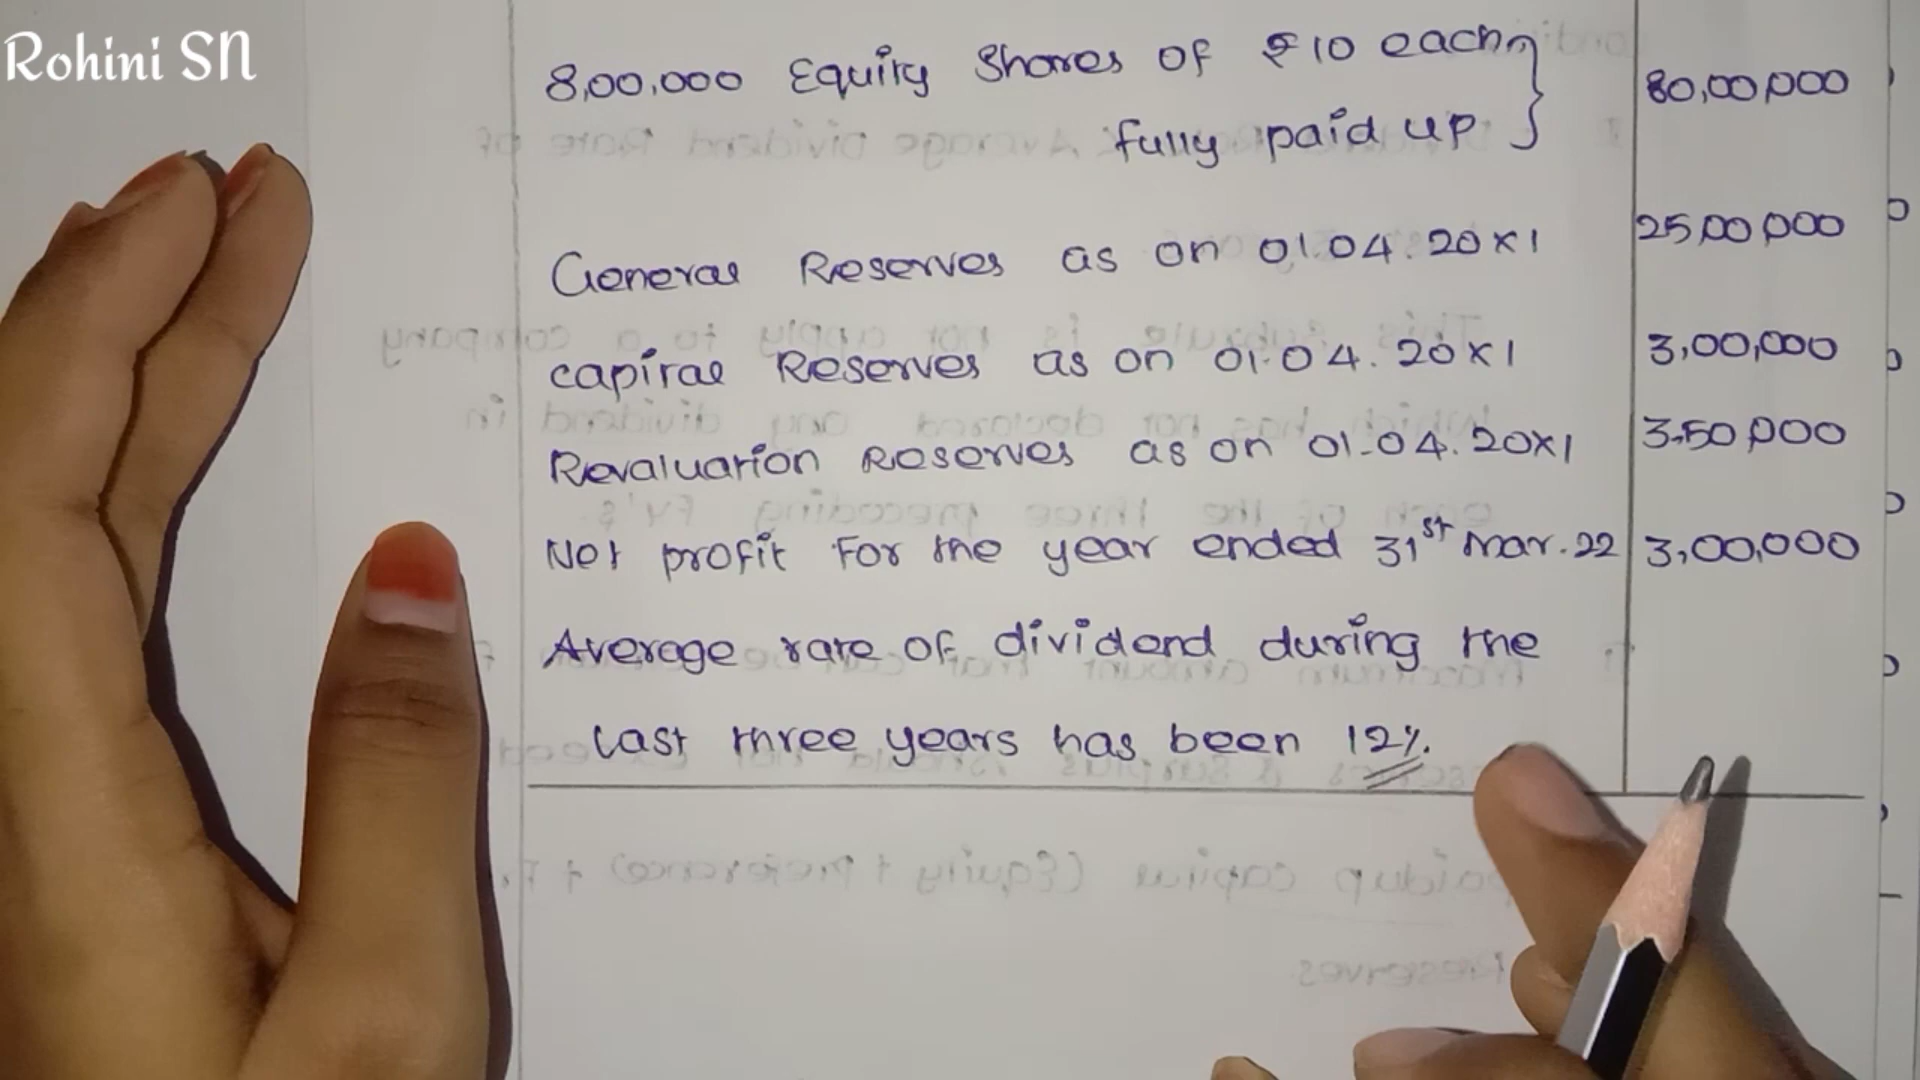 Rohini SN
8,00,000 Equity Shares of ₹10 each
fully paid up
80,00,000
General Reserves as on 01.04.20x1 25,00,000
capital Reserves as on 01.04.20x1 3,00,000
Revaluation Reserves as on 01.04.20x1 3,50,000
Net profit for the year ended 31st Mar.22 3,00,000
Average rate of dividend during the
last three years has been 12%.